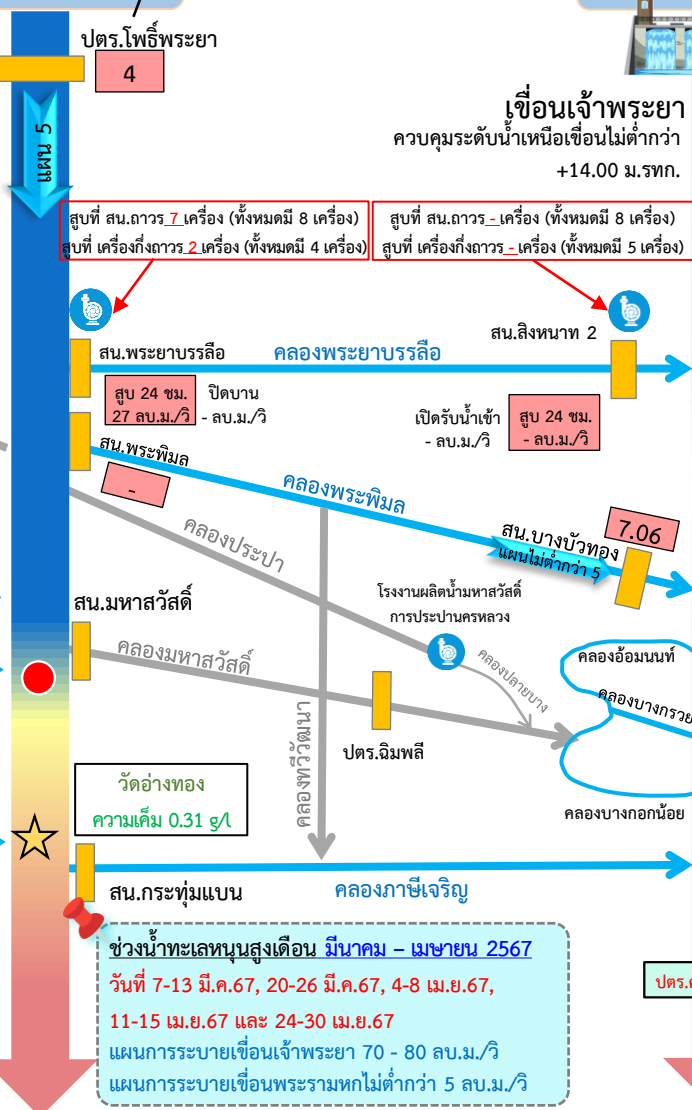 ปตร.โพธิ์พระยา
4
แผน 5
เขื่อนเจ้าพระยา
ควบคุมระดับน้ำเหนือเขื่อนไม่ต่ำกว่า
+14.00 ม.รทก.
สูบที่ สน.ถาวร 7 เครื่อง (ทั้งหมดมี 8 เครื่อง)
สูบที่ เครื่องกึ่งถาวร 2 เครื่อง (ทั้งหมดมี 4 เครื่อง)
สูบที่ สน.ถาวร - เครื่อง (ทั้งหมดมี 8 เครื่อง)
สูบที่ เครื่องกึ่งถาวร - เครื่อง (ทั้งหมดมี 5 เครื่อง)
สน.พระยาบรรลือ
คลองพระยาบรรลือ
สน.สิงหนาท 2
สูบ 24 ชม.
27 ลบ.ม./วิ
ปิดบาน
- ลบ.ม./วิ
เปิดรับน้ำเข้า
- ลบ.ม./วิ
สูบ 24 ชม.
- ลบ.ม./วิ
สน.พระพิมล
-
คลองพระพิมล
สน.บางบัวทอง
7.06
แผนไม่ต่ำกว่า 5
คลองประปา
โรงงานผลิตน้ำมหาสวัสดิ์
การประปานครหลวง
สน.มหาสวัสดิ์
คลองมหาสวัสดิ์
คลองปลายบาง
คลองอ้อมนนท์
คลองบางกรวย
ปตร.ฉิมพลี
คลองทวีวัฒนา
คลองบางกอกน้อย
วัดอ่างทอง
ความเค็ม 0.31 g/l
สน.กระทุ่มแบน
คลองภาษีเจริญ
ช่วงน้ำทะเลหนุนสูงเดือน มีนาคม – เมษายน 2567
วันที่ 7-13 มี.ค.67, 20-26 มี.ค.67, 4-8 เม.ย.67,
11-15 เม.ย.67 และ 24-30 เม.ย.67
แผนการระบายเขื่อนเจ้าพระยา 70 - 80 ลบ.ม./วิ
แผนการระบายเขื่อนพระรามหกไม่ต่ำกว่า 5 ลบ.ม./วิ
ปตร.